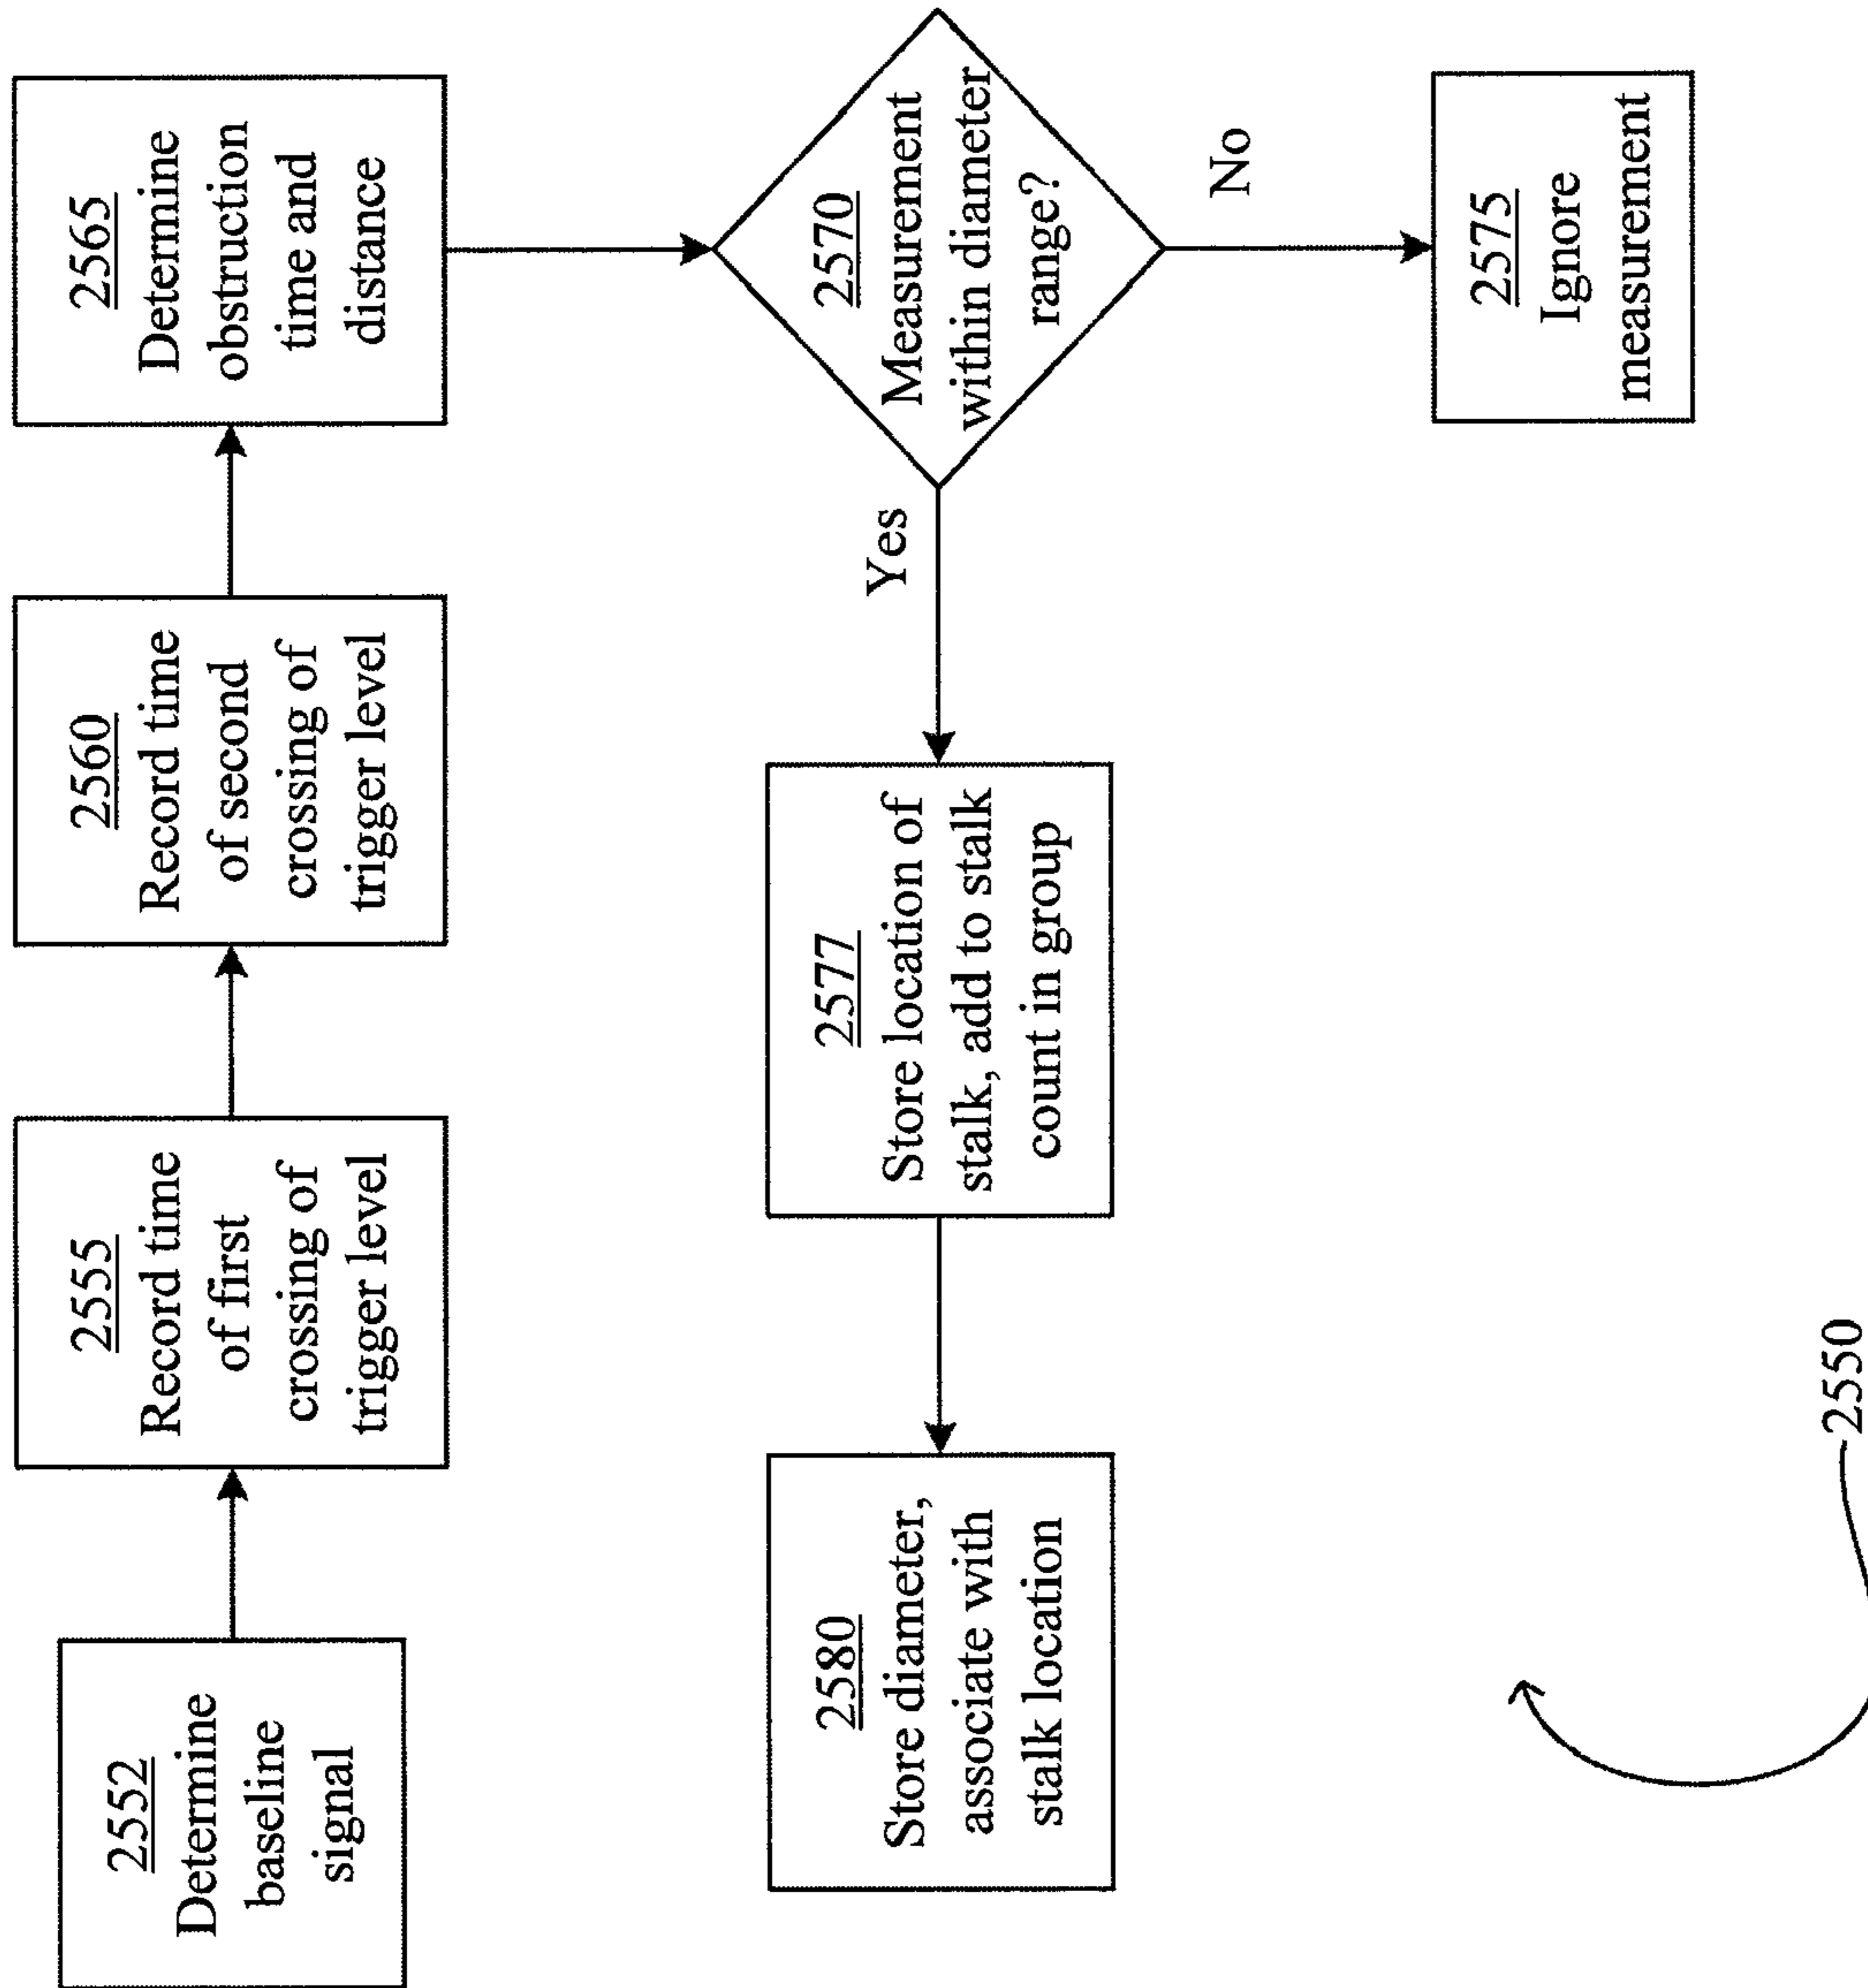 2552
Determine
baseline
signal
2555
Record time
of first
crossing of
trigger level
2560
Record time
of second
crossing of
trigger level
2565
Determine
obstruction
time and
distance
2570
Measurement
within diameter
range?
Yes
No
2577
Store location of
stalk, add to stalk
count in group
2580
Store diameter,
associate with
stalk location
2575
Ignore
measurement
2550